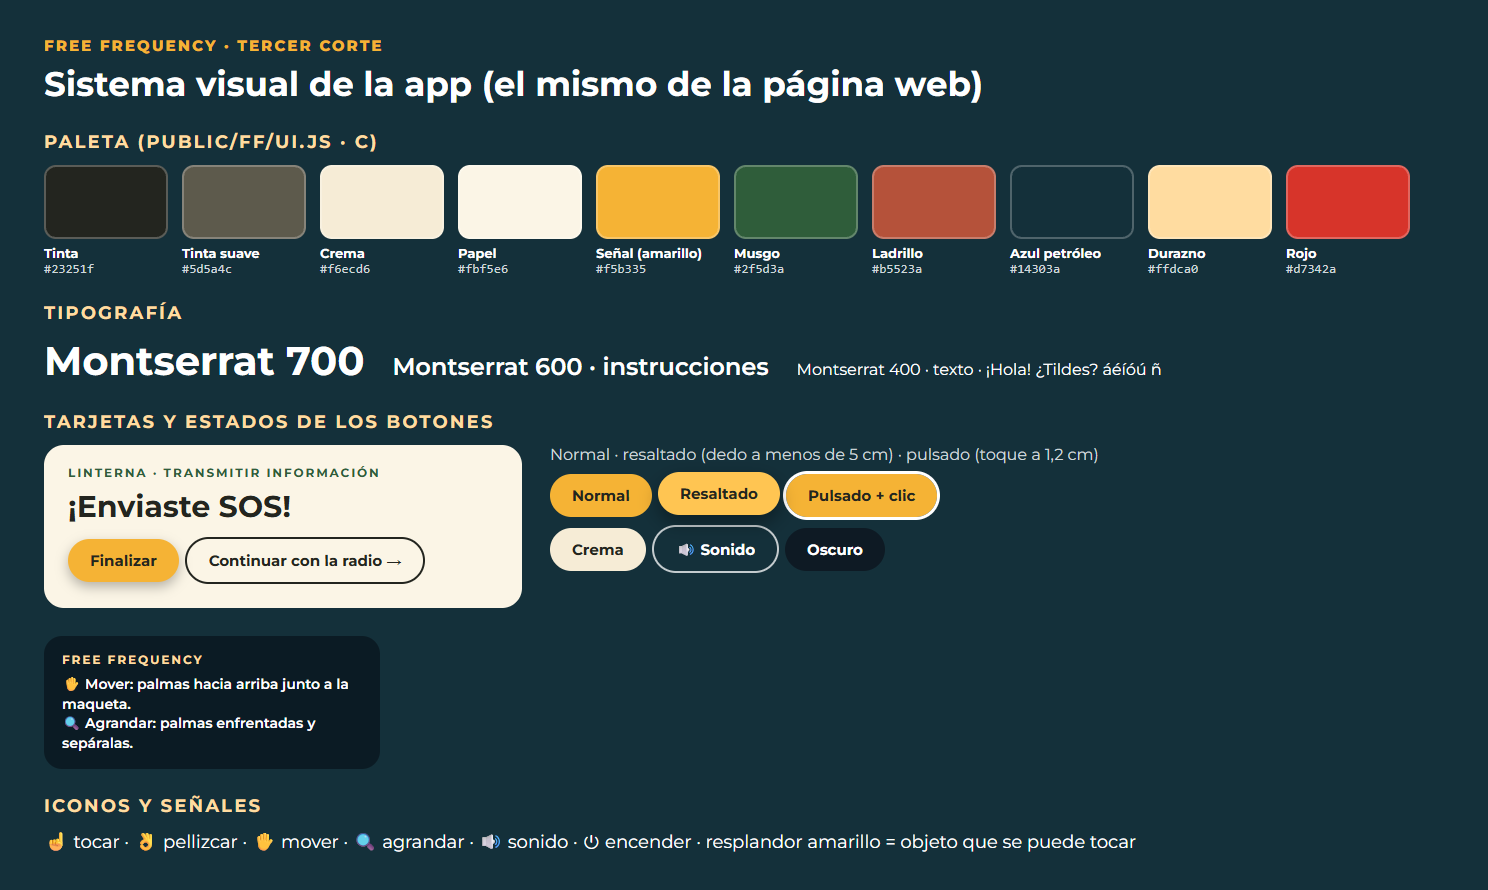 FREE FREQUENCY · TERCER CORTE
Sistema visual de la app (el mismo de la página web)
PALETA (PUBLIC/FF/UI.JS · C)
Tinta
#23251f
Tinta suave
#5d5a4c
Crema
#f6ecd6
Papel
#fbf5e6
Señal (amarillo)
#f5b335
Musgo
#2f5d3a
Ladrillo
#b5523a
Azul petróleo
#14303a
Durazno
#ffdca0
Rojo
#d7342a
TIPOGRAFÍA
Montserrat 700
Montserrat 600 · instrucciones
Montserrat 400 · texto · ¡Hola! ¿Tildes? áéíóú ñ
TARJETAS Y ESTADOS DE LOS BOTONES
LINTERNA · TRANSMITIR INFORMACIÓN
¡Enviaste SOS!
Finalizar
Continuar con la radio →
Normal · resaltado (dedo a menos de 5 cm) · pulsado (toque a 1,2 cm)
Normal
Resaltado
Pulsado + clic
Crema
🔊 Sonido
Oscuro
FREE FREQUENCY
✋ Mover: palmas hacia arriba junto a la
maqueta.
🔍 Agrandar: palmas enfrentadas y
sepáralas.
ICONOS Y SEÑALES
☝ tocar · 👌 pellizcar · ✋ mover · 🔍 agrandar · 🔊 sonido · ⏻ encender · resplandor amarillo = objeto que se puede tocar